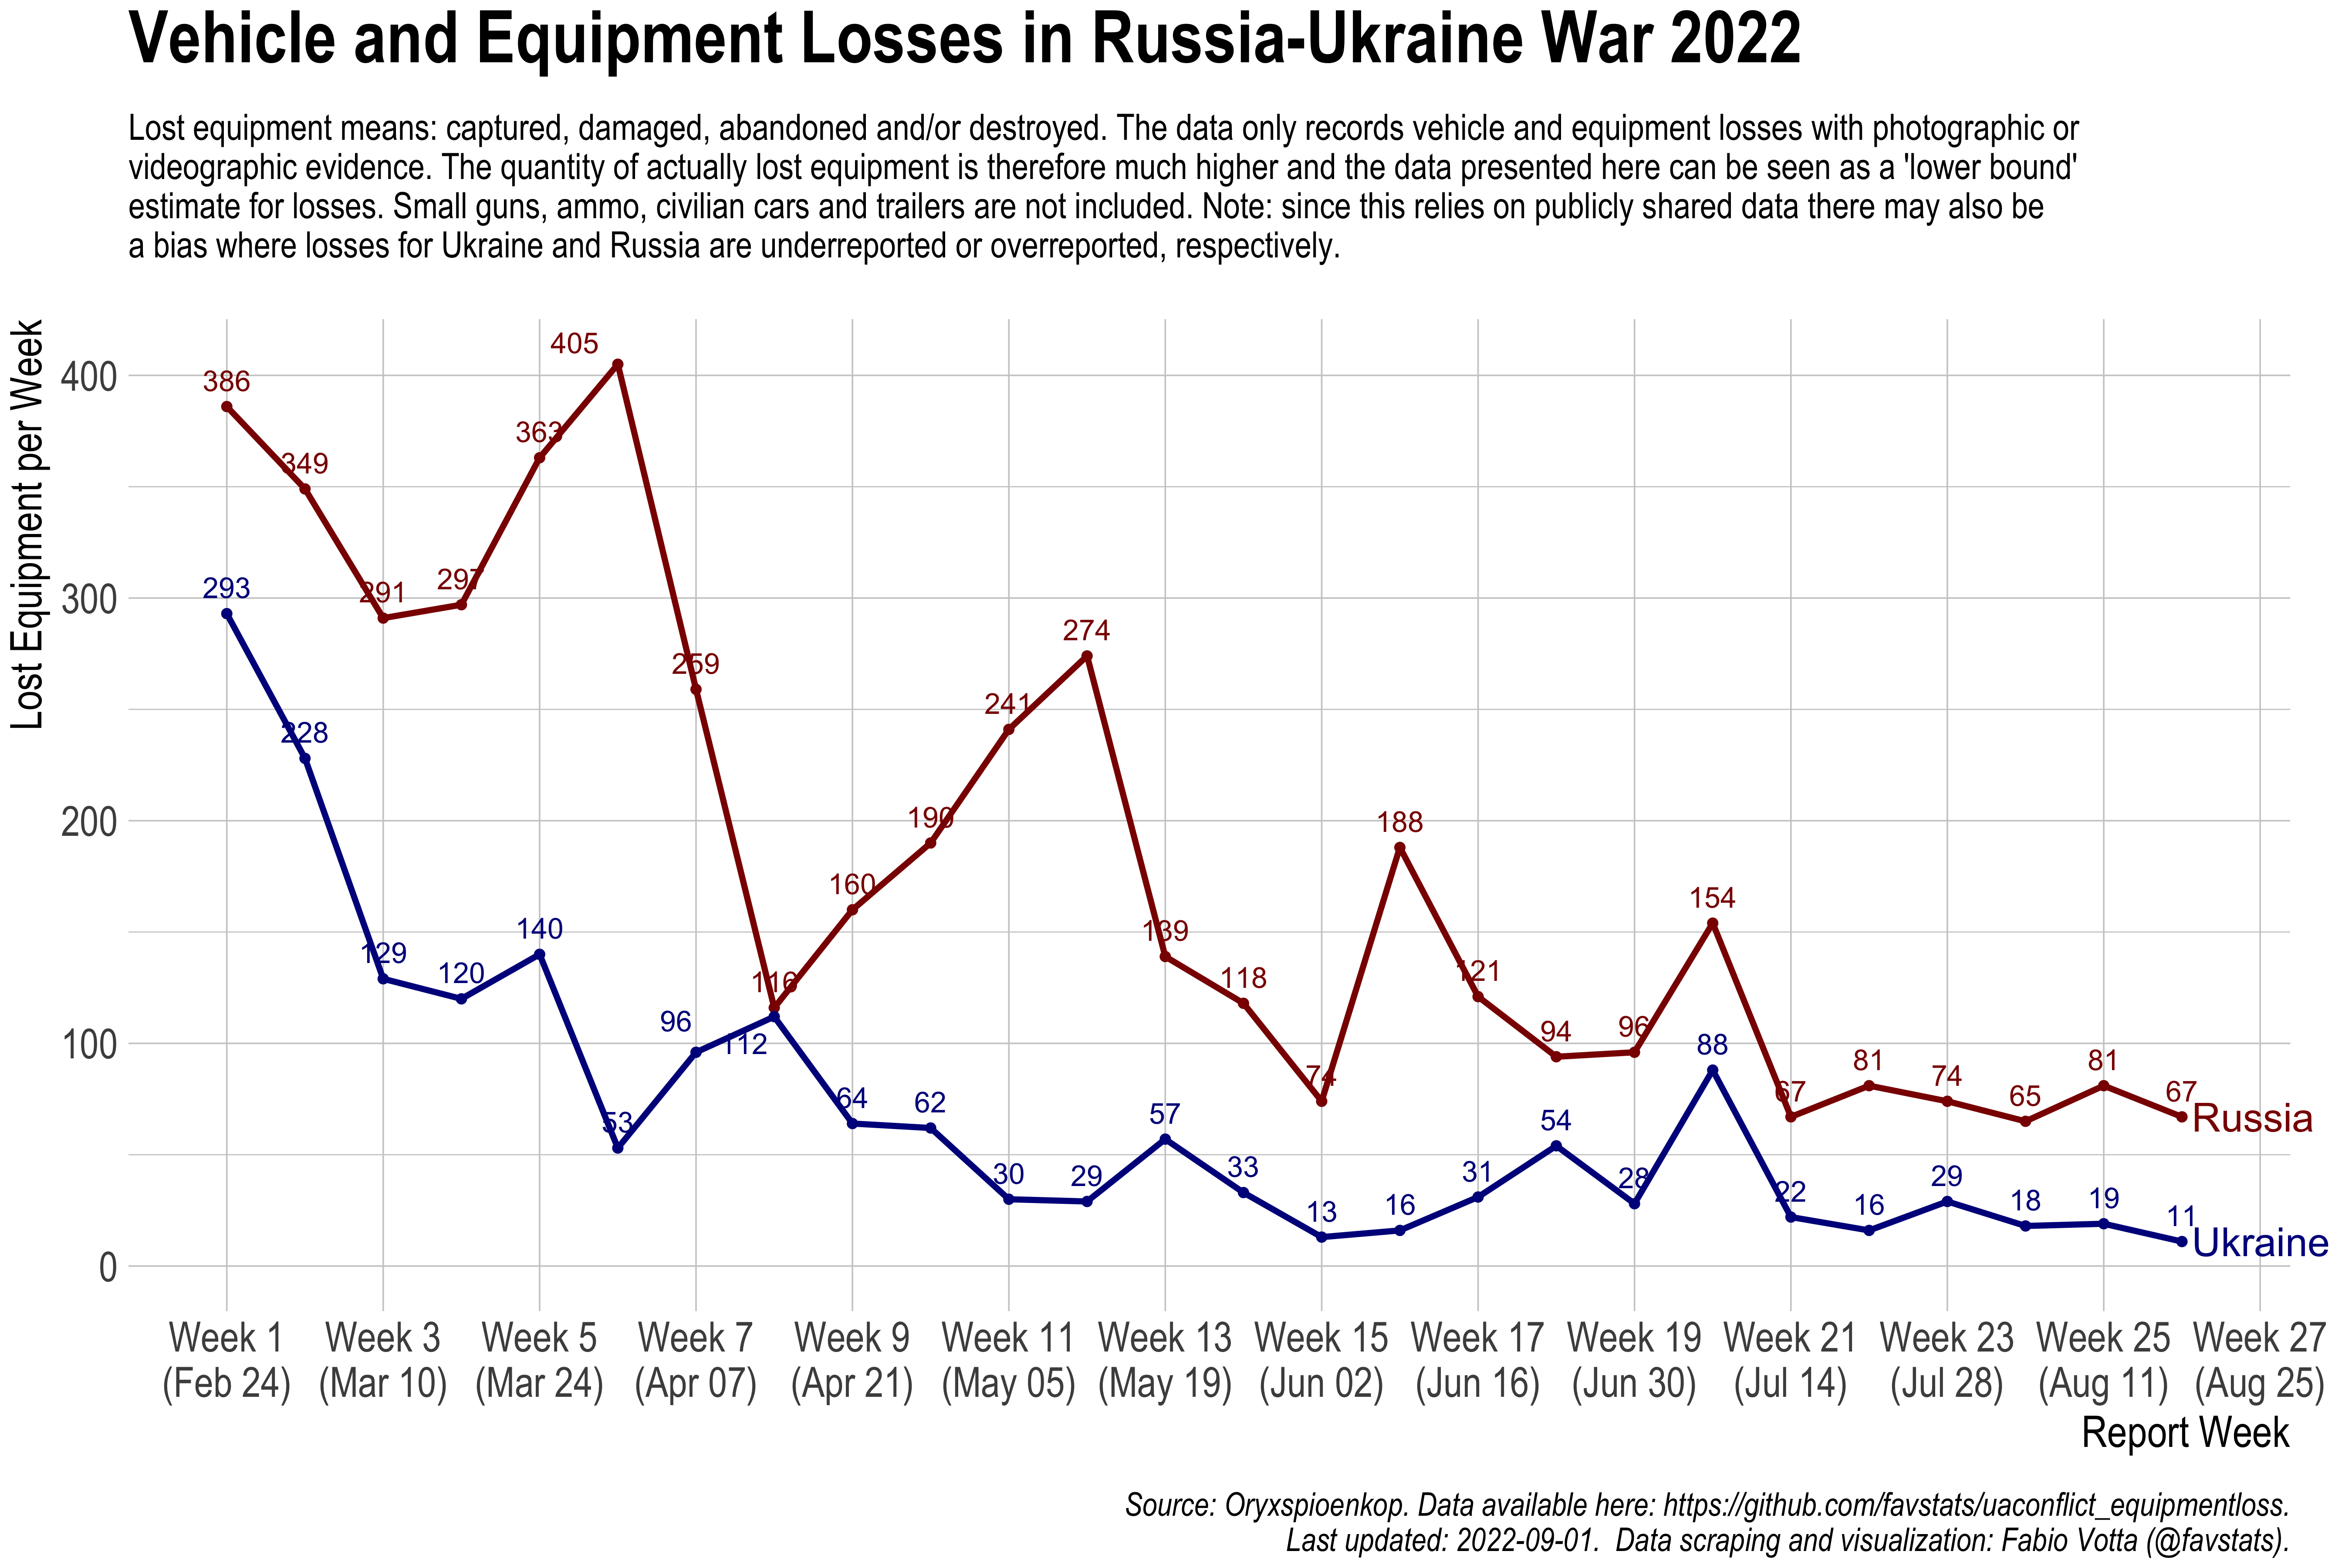 Vehicle and Equipment Losses in Russia-Ukraine War 2022
Lost equipment means: captured, damaged, abandoned and/or destroyed. The data only records vehicle and equipment losses with photographic or
videographic evidence. The quantity of actually lost equipment is therefore much higher and the data presented here can be seen as a 'lower bound'
estimate for losses. Small guns, ammo, civilian cars and trailers are not included. Note: since this relies on publicly shared data there may also be
a bias where losses for Ukraine and Russia are underreported or overreported, respectively.
Lost Equipment per Week
400
300
200
100
0
386
349
291
297
363
405
259
116
160
190
241
274
139
118
74
188
121
94
96
154
67
81
74
65
81
67
Russia
293
228
129
120
140
53
96
112
64
62
30
29
57
33
13
16
31
54
28
88
22
16
29
18
19
11
Ukraine
Week 1
(Feb 24)
Week 3
(Mar 10)
Week 5
(Mar 24)
Week 7
(Apr 07)
Week 9
(Apr 21)
Week 11
(May 05)
Week 13
(May 19)
Week 15
(Jun 02)
Week 17
(Jun 16)
Week 19
(Jun 30)
Week 21
(Jul 14)
Week 23
(Jul 28)
Week 25
(Aug 11)
Week 27
(Aug 25)
Report Week
Source: Oryxspioenkop. Data available here: https://github.com/favstats/uaconflict_equipmentloss.
Last updated: 2022-09-01.  Data scraping and visualization: Fabio Votta (@favstats).